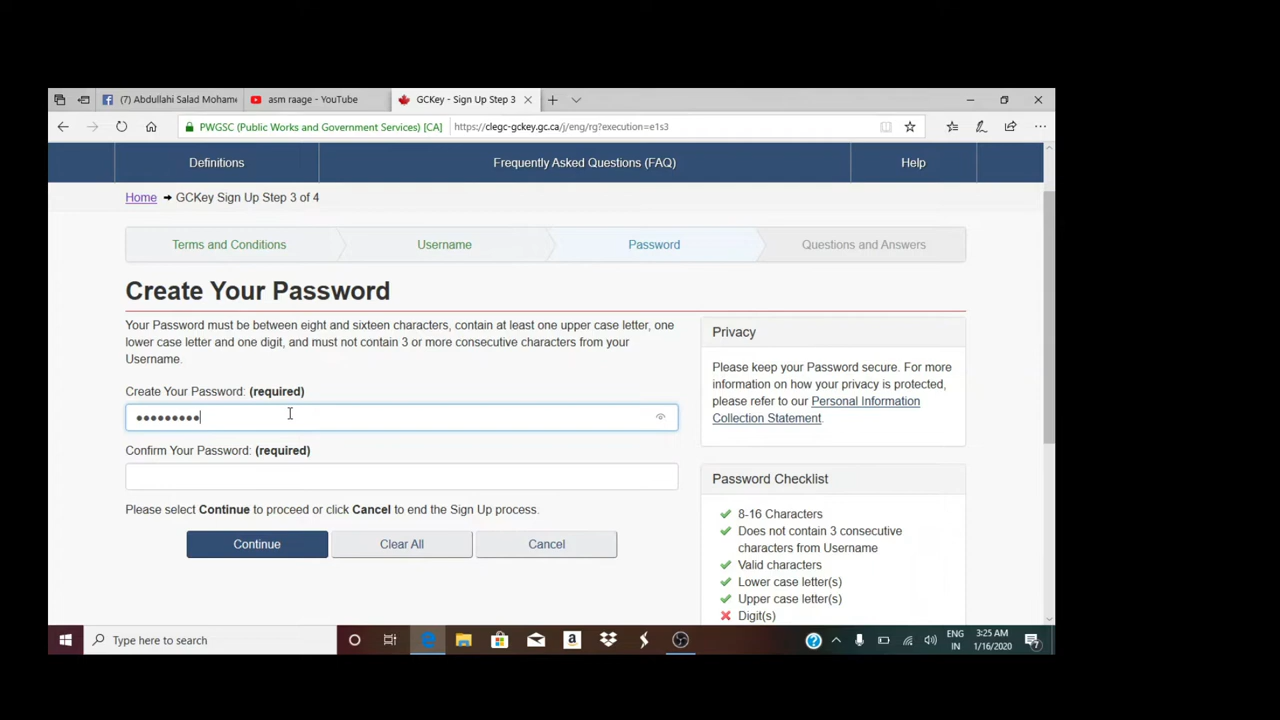 (7) Abdullahi Salad Mohame
asm raage - YouTube
GCKey - Sign Up Step 3
PWGSC (Public Works and Government Services) [CA]
https://clegc-gckey.gc.ca/j/eng/rg?execution=e1s3
Definitions
Frequently Asked Questions (FAQ)
Help
Home ➞ GCKey Sign Up Step 3 of 4
Terms and Conditions
Username
Password
Questions and Answers
Create Your Password
Your Password must be between eight and sixteen characters, contain at least one upper case letter, one
lower case letter and one digit, and must not contain 3 or more consecutive characters from your
Username.
Create Your Password: (required)
●●●●●●●●●
Confirm Your Password: (required)
Please select Continue to proceed or click Cancel to end the Sign Up process.
Continue
Clear All
Cancel
Privacy
Please keep your Password secure. For more
information on how your privacy is protected,
please refer to our Personal Information
Collection Statement.
Password Checklist
8-16 Characters
Does not contain 3 consecutive
characters from Username
Valid characters
Lower case letter(s)
Upper case letter(s)
Digit(s)
Type here to search
ENG
IN
3:25 AM
1/16/2020